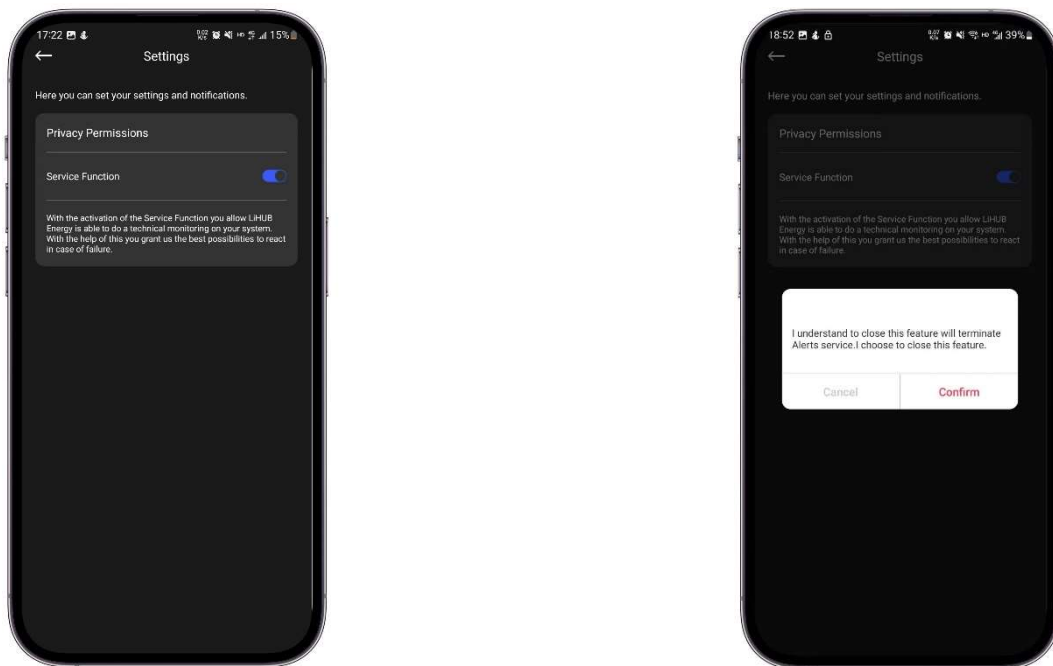 17:22 15%
Settings
Here you can set your settings and notifications.
Privacy Permissions
Service Function
With the activation of the Service Function you allow LiHUB
Energy is able to do a technical monitoring on your system.
With the help of this you grant us the best possibilities to react
in case of failure.
18:52 39%
Settings
Here you can set your settings and notifications.
Privacy Permissions
Service Function
With the activation of the Service Function you allow LiHUB
Energy is able to do a technical monitoring on your system.
With the help of this you grant us the best possibilities to react
in case of failure.
I understand to close this feature will terminate
Alerts service.I choose to close this feature.
Cancel Confirm